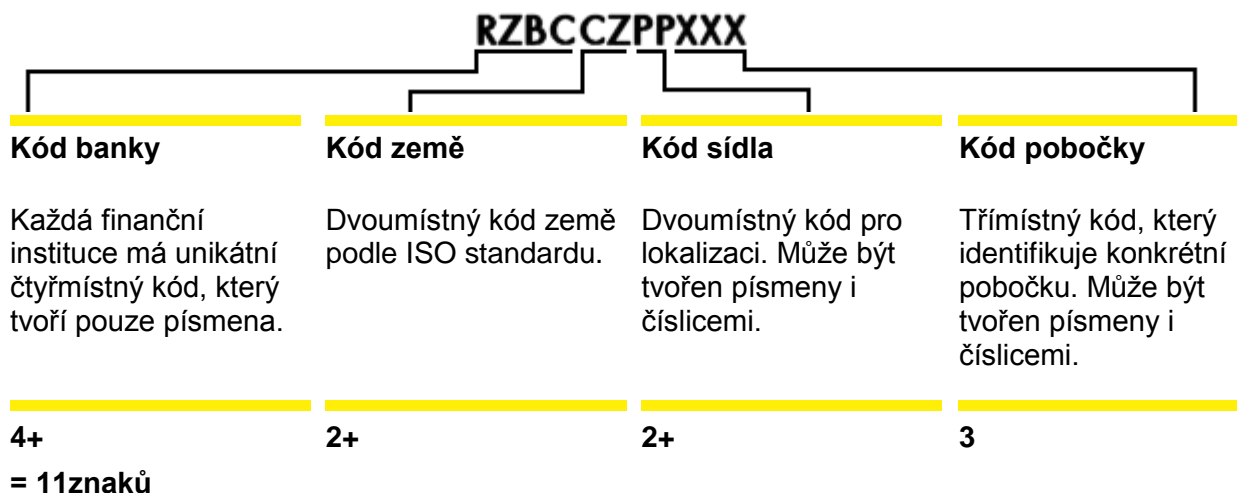 RZBCCZPPXXX
Kód banky
Každá finanční
instituce má unikátní
čtyřmístný kód, který
tvoří pouze písmena.
Kód země
Dvoumístný kód země
podle ISO standardu.
Kód sídla
Dvoumístný kód pro
lokalizaci. Může být
tvořen písmeny i
číslicemi.
Kód pobočky
Třímístný kód, který
identifikuje konkrétní
pobočku. Může být
tvořen písmeny i
číslicemi.
4+
2+
2+
3
= 11znaků